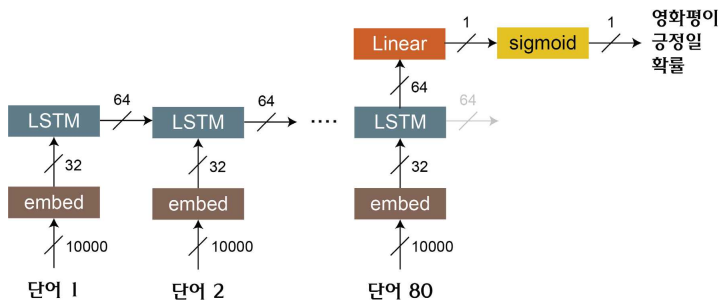 영화평이
긍정일
확률
Linear
1
sigmoid
1
64
LSTM
64
LSTM
64
....
LSTM
64
32
32
32
embed
embed
embed
10000
10000
10000
단어 1
단어 2
단어 80